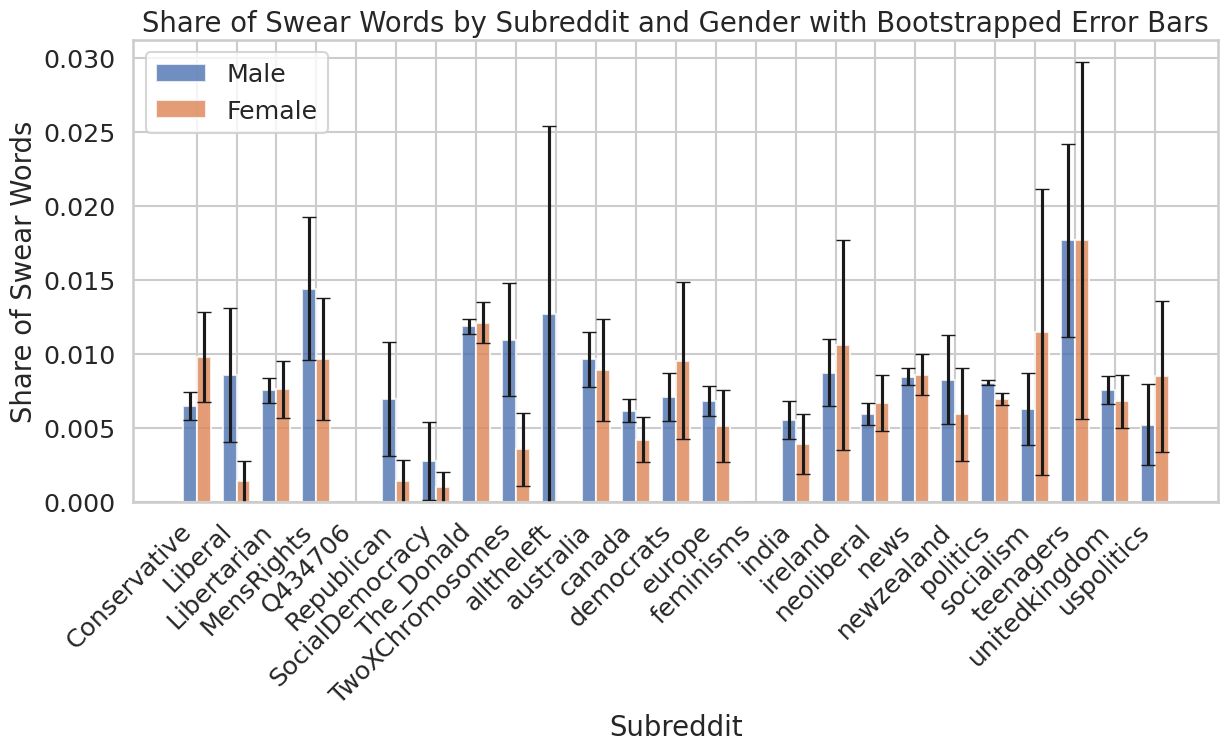 Share of Swear Words by Subreddit and Gender with Bootstrapped Error Bars
Male
Female
Share of Swear Words
0.030
0.025
0.020
0.015
0.010
0.005
0.000
Conservative
Liberal
Libertarian
MensRights
Q434706
Republican
SocialDemocracy
The_Donald
TwoXChromosomes
alltheleft
australia
canada
democrats
europe
feminisms
india
ireland
neoliberal
news
newzealand
politics
socialism
teenagers
unitedkingdom
uspolitics
Subreddit